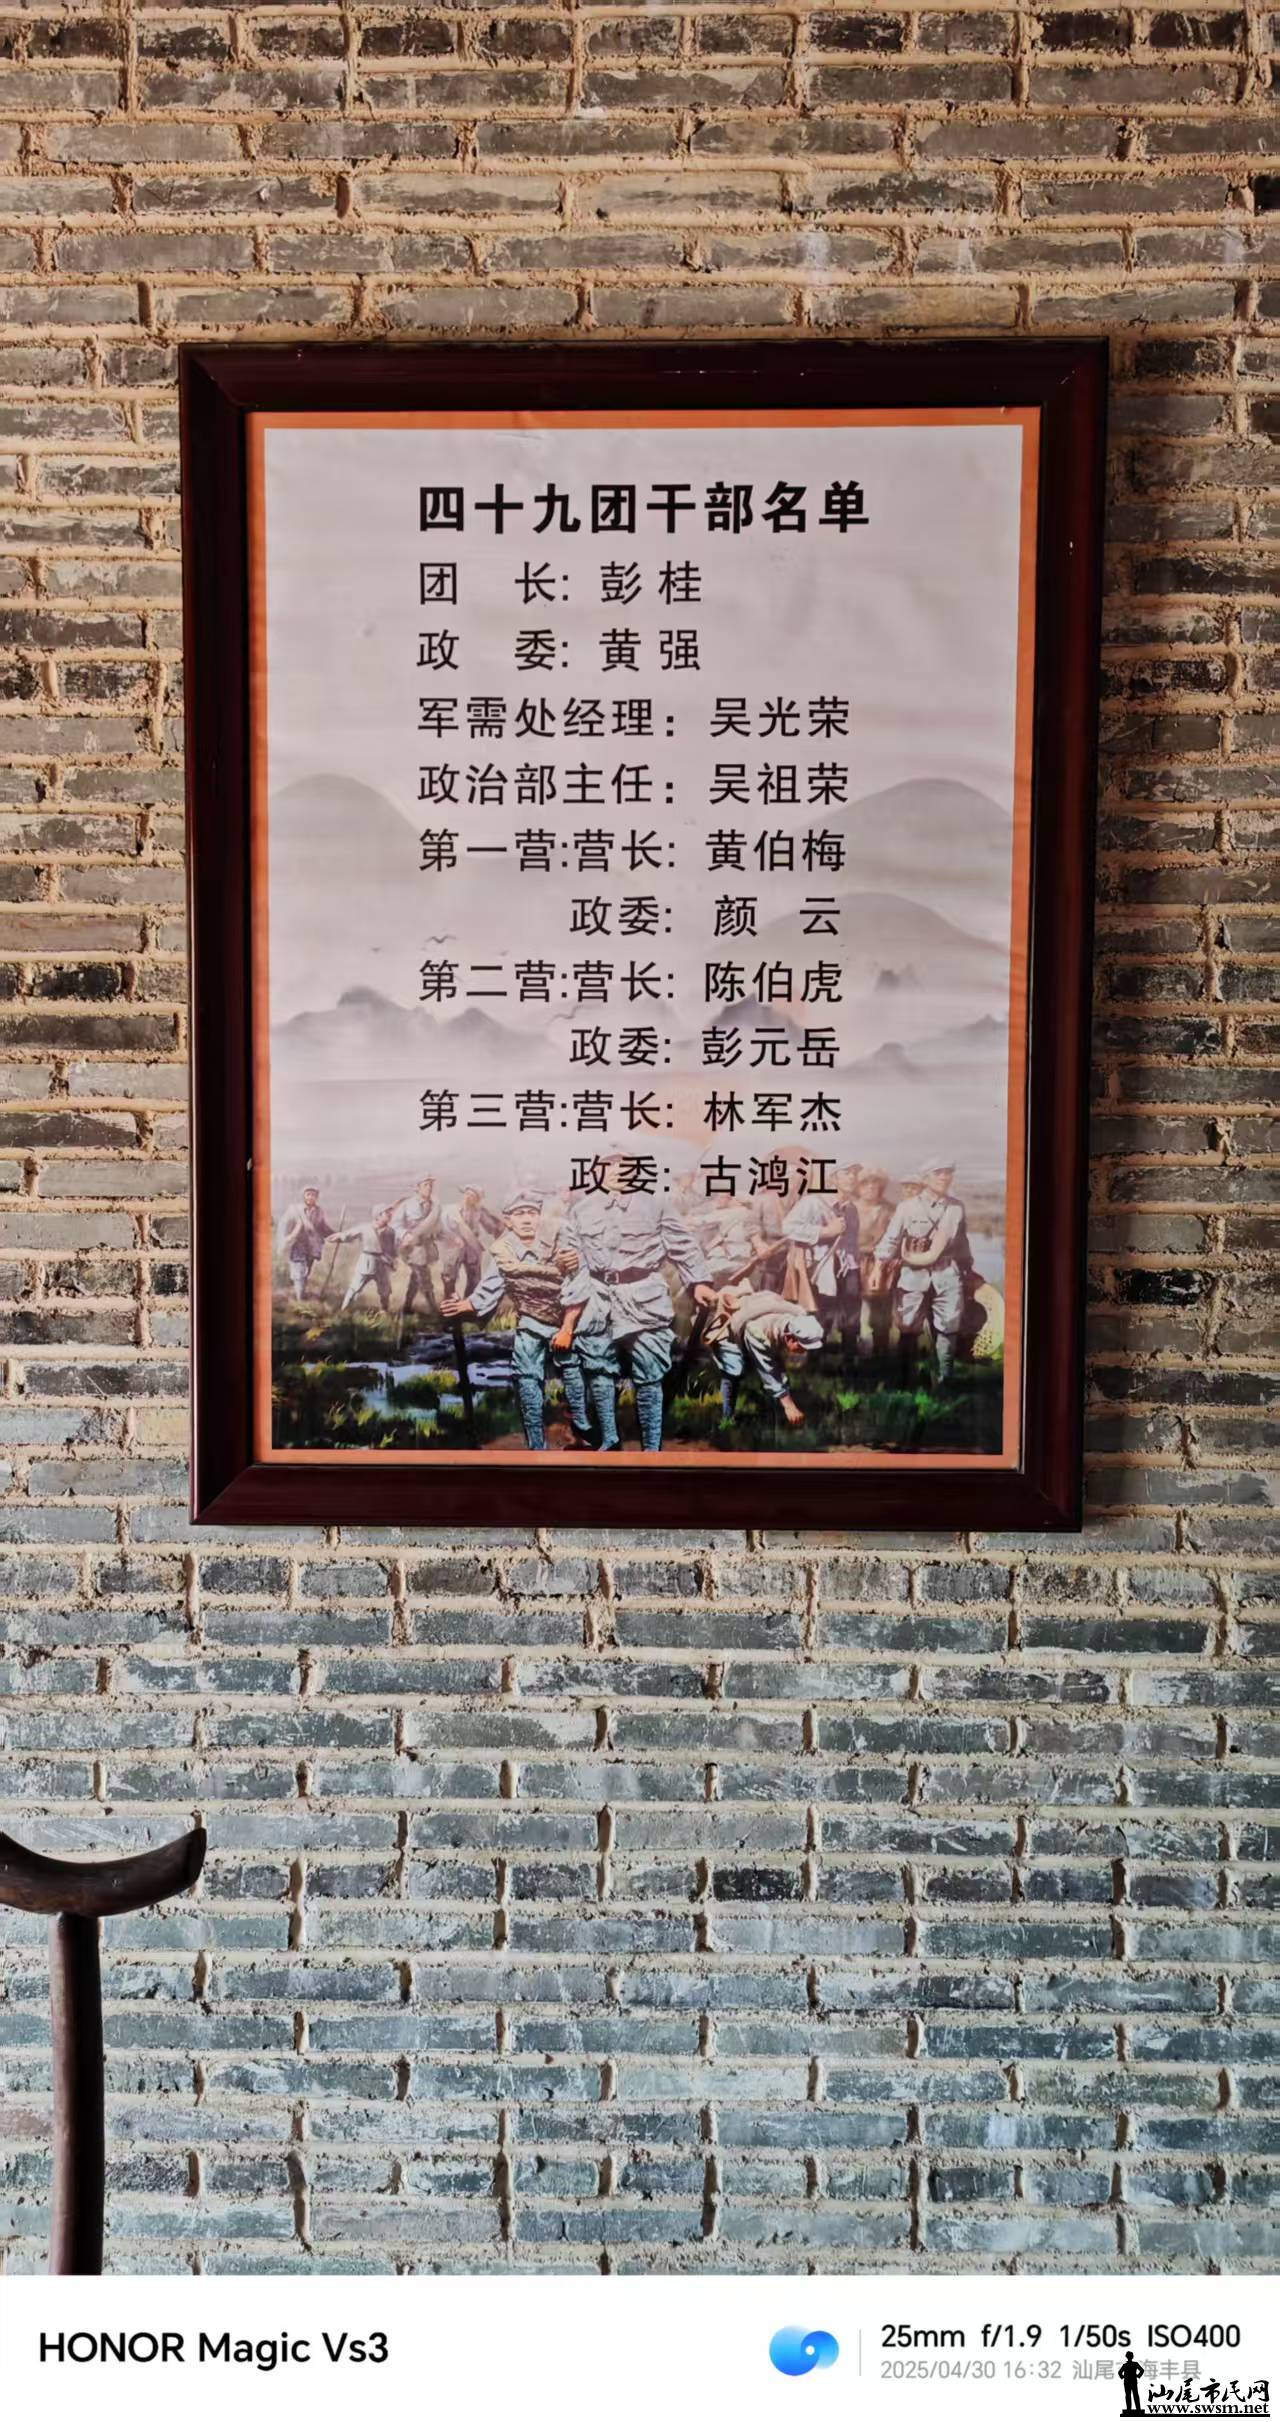 四十九团干部名单
团 长: 彭 桂
政 委: 黄 强
军需处经理：吴光荣
政治部主任：吴祖荣
第一营:营长: 黄伯梅
政委: 颜 云
第二营:营长: 陈伯虎
政委: 彭元岳
第三营:营长: 林军杰
政委: 古鸿江
HONOR Magic Vs3
25mm f/1.9 1/50s ISO400
2025/04/30 16:32 汕尾 海丰县
汕尾市民网
www.swsm.net